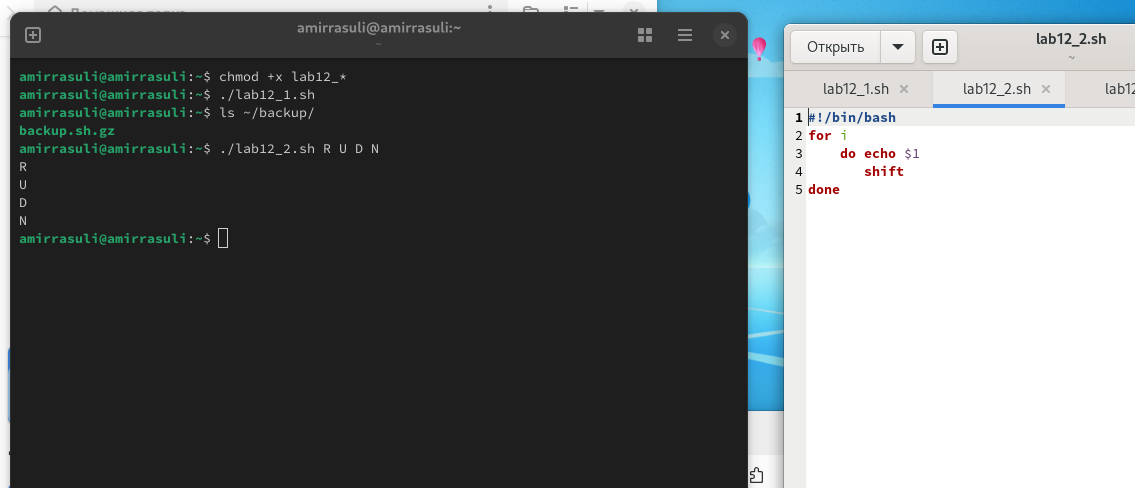 amirrasuli@amirrasuli:~
~
amirrasuli@amirrasuli:~$ chmod +x lab12_*
amirrasuli@amirrasuli:~$ ./lab12_1.sh
amirrasuli@amirrasuli:~$ ls ~/backup/
backup.sh.gz
amirrasuli@amirrasuli:~$ ./lab12_2.sh R U D N
R
U
D
N
amirrasuli@amirrasuli:~$
Открыть
lab12_2.sh
~
lab12_1.sh
lab12_2.sh
lab12
1 #!/bin/bash
2 for i
3 do echo $1
4 shift
5 done